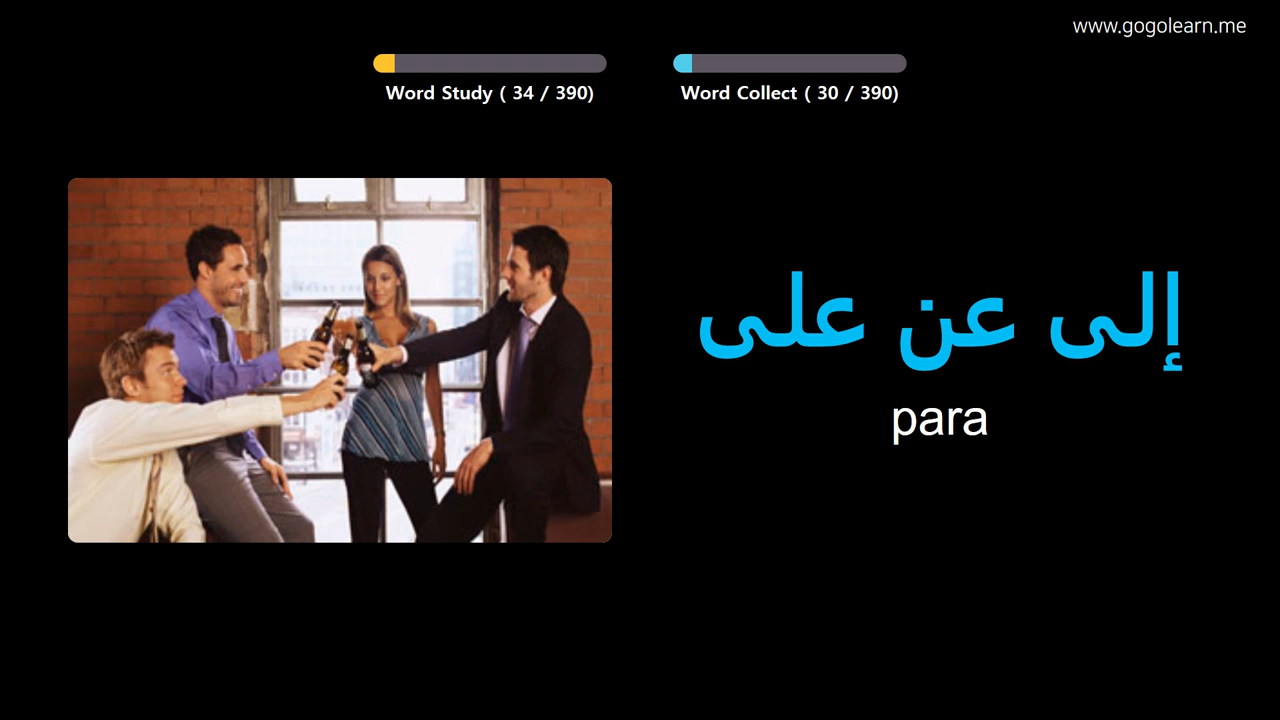 www.gogolearn.me
Word Study ( 34 / 390)
Word Collect ( 30 / 390)
إلى عن على
para